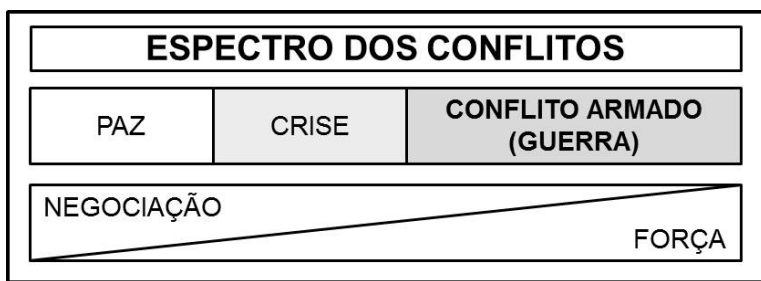 ESPECTRO DOS CONFLITOS
PAZ
CRISE
CONFLITO ARMADO
(GUERRA)
NEGOCIAÇÃO
FORÇA